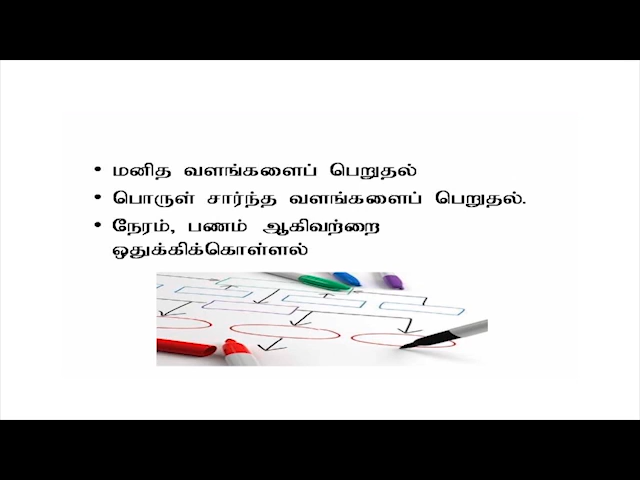 • மனித வளங்களைப் பெறுதல்
• பொருள் சார்ந்த வளங்களைப் பெறுதல்.
• நேரம், பணம் ஆகிவற்றை
ஒதுக்கிக்கொள்ளல்